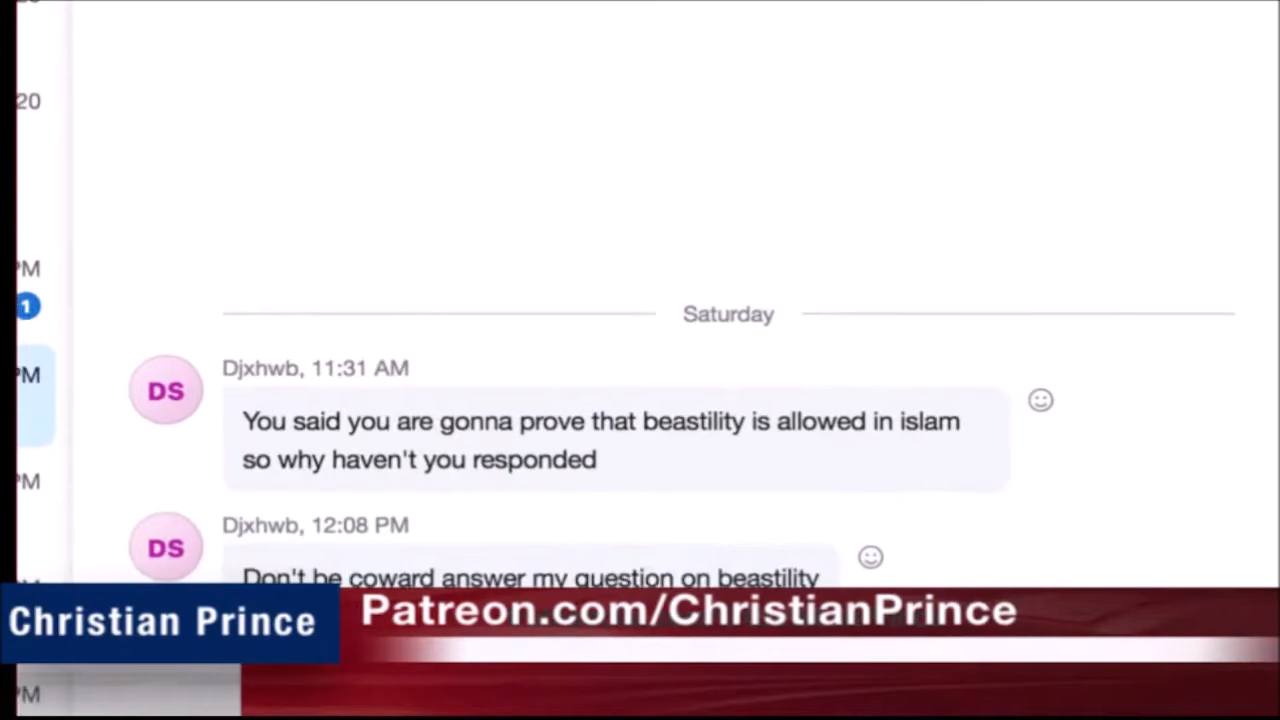 20
PM
1
PM
Saturday
DS
Djxhwb, 11:31 AM
You said you are gonna prove that beastility is allowed in islam
so why haven't you responded
PM
DS
Djxhwb, 12:08 PM
Don't be coward answer my question on beastility
Christian Prince
Patreon.com/ChristianPrince
PM